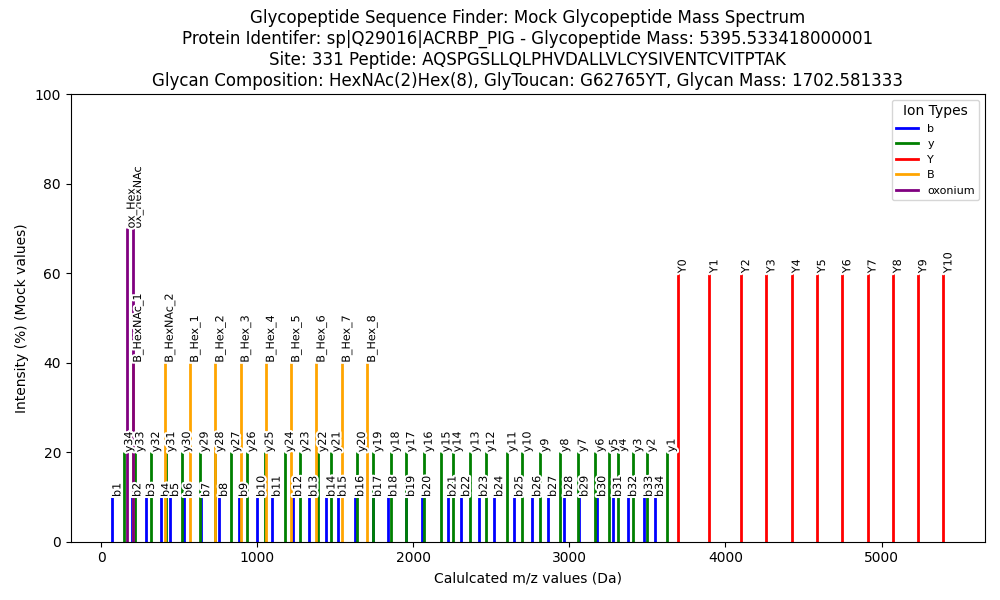 Glycopeptide Sequence Finder: Mock Glycopeptide Mass Spectrum
Protein Identifer: sp|Q29016|ACRBP_PIG - Glycopeptide Mass: 5395.533418000001
Site: 331 Peptide: AQSPGSLLQLPHVDALLVLCYSIVENTCVITPTAK
Glycan Composition: HexNAc(2)Hex(8), GlyToucan: G62765YT, Glycan Mass: 1702.581333
Intensity (%) (Mock values)
100
80
60
40
20
0
Ion Types
b
y
Y
B
oxonium
ox_Hex
ox_HexNAc
Y0
Y1
Y2
Y3
Y4
Y5
Y6
Y7
Y8
Y9
Y10
B_HexNAc_1
B_HexNAc_2
B_Hex_1
B_Hex_2
B_Hex_3
B_Hex_4
B_Hex_5
B_Hex_6
B_Hex_7
B_Hex_8
y34
y33
y32
y31
y30
y29
y28
y27
y26
y25
y24
y23
y22
y21
y20
y19
y18
y17
y16
y15
y14
y13
y12
y11
y10
y9
y8
y7
y6
y5
y4
y3
y2
y1
b1
b2
b3
b4
b5
b6
b7
b8
b9
b10
b11
b12
b13
b14
b15
b16
b17
b18
b19
b20
b21
b22
b23
b24
b25
b26
b27
b28
b29
b30
b31
b32
b33
b34
0
1000
2000
3000
4000
5000
Calulcated m/z values (Da)